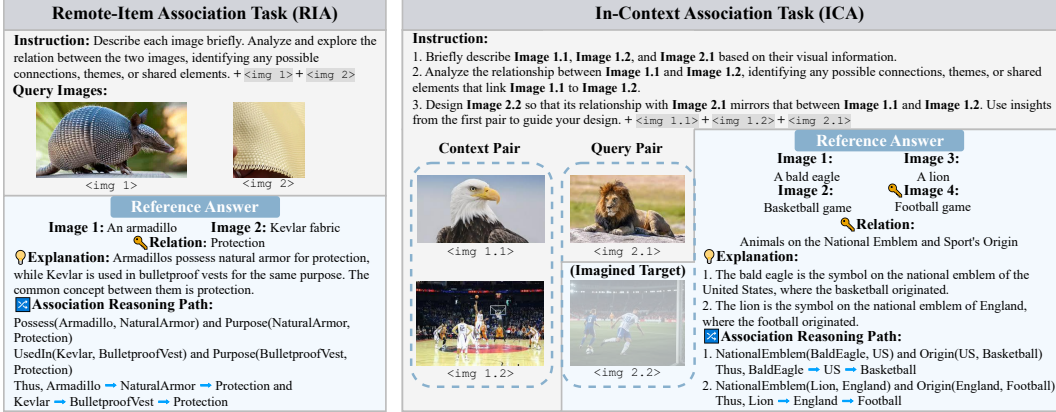 Remote-Item Association Task (RIA)
Instruction: Describe each image briefly. Analyze and explore the
relation between the two images, identifying any possible
connections, themes, or shared elements. + <img 1> + <img 2>
Query Images:
<img 1>
<img 2>
Reference Answer
Image 1: An armadillo Image 2: Kevlar fabric
Relation: Protection
Explanation: Armadillos possess natural armor for protection,
while Kevlar is used in bulletproof vests for the same purpose. The
common concept between them is protection.
Association Reasoning Path:
Possess(Armadillo, NaturalArmor) and Purpose(NaturalArmor,
Protection)
UsedIn(Kevlar, BulletproofVest) and Purpose(BulletproofVest,
Protection)
Thus, Armadillo ➡ NaturalArmor ➡ Protection and
Kevlar ➡ BulletproofVest ➡ Protection
In-Context Association Task (ICA)
Instruction:
1. Briefly describe Image 1.1, Image 1.2, and Image 2.1 based on their visual information.
2. Analyze the relationship between Image 1.1 and Image 1.2, identifying any possible connections, themes, or shared
elements that link Image 1.1 to Image 1.2.
3. Design Image 2.2 so that its relationship with Image 2.1 mirrors that between Image 1.1 and Image 1.2. Use insights
from the first pair to guide your design. + <img 1.1> + <img 1.2> + <img 2.1>
Context Pair
<img 1.1>
<img 1.2>
Query Pair
<img 2.1>
(Imagined Target)
<img 2.2>
Reference Answer
Image 1: Image 3:
A bald eagle A lion
Image 2: Image 4:
Basketball game Football game
Relation:
Animals on the National Emblem and Sport's Origin
Explanation:
1. The bald eagle is the symbol on the national emblem of the
United States, where the basketball originated.
2. The lion is the symbol on the national emblem of England,
where the football originated.
Association Reasoning Path:
1. NationalEmblem(BaldEagle, US) and Origin(US, Basketball)
Thus, BaldEagle ➡ US ➡ Basketball
2. NationalEmblem(Lion, England) and Origin(England, Football)
Thus, Lion ➡ England ➡ Football